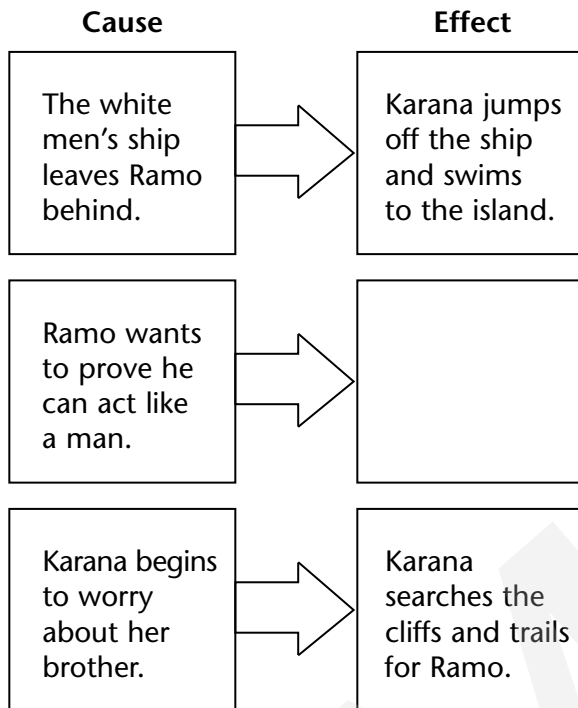 Cause
Effect
The white
men's ship
leaves Ramo
behind.
Karana jumps
off the ship
and swims
to the island.
Ramo wants
to prove he
can act like
a man.
Karana begins
to worry
about her
brother.
Karana
searches the
cliffs and trails
for Ramo.